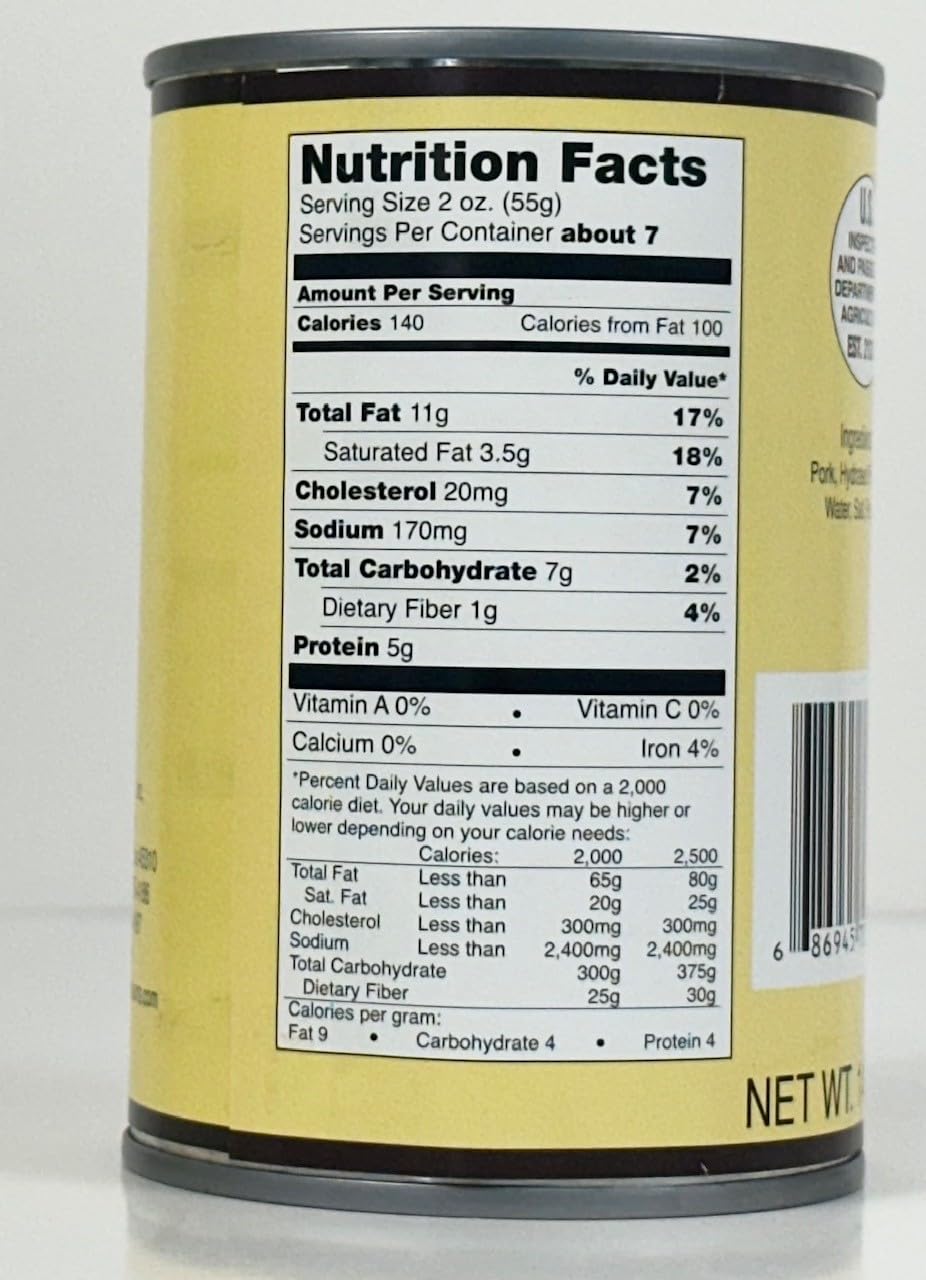 Nutrition Facts
Serving Size 2 oz. (55g)
Servings Per Container about 7
Amount Per Serving
Calories 140 Calories from Fat 100
% Daily Value*
Total Fat 11g 17%
Saturated Fat 3.5g 18%
Cholesterol 20mg 7%
Sodium 170mg 7%
Total Carbohydrate 7g 2%
Dietary Fiber 1g 4%
Protein 5g
Vitamin A 0% • Vitamin C 0%
Calcium 0% • Iron 4%
*Percent Daily Values are based on a 2,000
calorie diet. Your daily values may be higher or
lower depending on your calorie needs:
Calories: 2,000 2,500
Total Fat Less than 65g 80g
Sat. Fat Less than 20g 25g
Cholesterol Less than 300mg 300mg
Sodium Less than 2,400mg 2,400mg
Total Carbohydrate 300g 375g
Dietary Fiber 25g 30g
Calories per gram:
Fat 9 • Carbohydrate 4 • Protein 4
AND
EST.
Pork,
Water,
6 86945
NET WT.